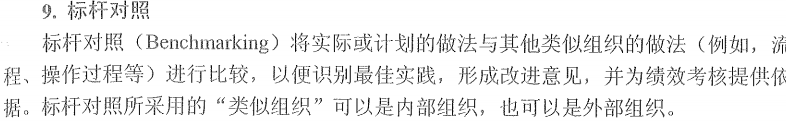 9. 标杆对照
标杆对照（Benchmarking）将实际或计划的做法与其他类似组织的做法（例如，流
程、操作过程等）进行比较，以便识别最佳实践，形成改进意见，并为绩效考核提供依
据。标杆对照所采用的“类似组织”可以是内部组织，也可以是外部组织。